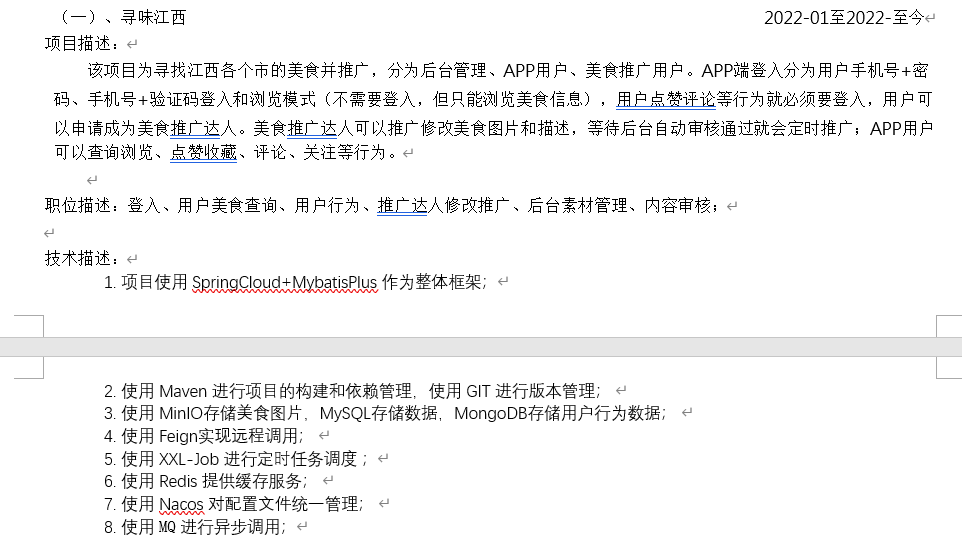 （一）、寻味江西 2022-01至2022-至今
项目描述：
该项目为寻找江西各个市的美食并推广，分为后台管理、APP用户、美食推广用户。APP端登入分为用户手机号+密
码、手机号+验证码登入和浏览模式（不需要登入，但只能浏览美食信息），用户点赞评论等行为就必须要登入，用户可
以申请成为美食推广达人。美食推广达人可以推广修改美食图片和描述，等待后台自动审核通过就会定时推广；APP用户
可以查询浏览、点赞收藏、评论、关注等行为。
职位描述：登入、用户美食查询、用户行为、推广达人修改推广、后台素材管理、内容审核；
技术描述：
1. 项目使用 SpringCloud+MybatisPlus 作为整体框架；
2. 使用 Maven 进行项目的构建和依赖管理，使用 GIT 进行版本管理；
3. 使用 MinIO存储美食图片，MySQL存储数据，MongoDB存储用户行为数据；
4. 使用 Feign实现远程调用；
5. 使用 XXL-Job 进行定时任务调度 ；
6. 使用 Redis 提供缓存服务；
7. 使用 Nacos 对配置文件统一管理；
8. 使用 MQ 进行异步调用；